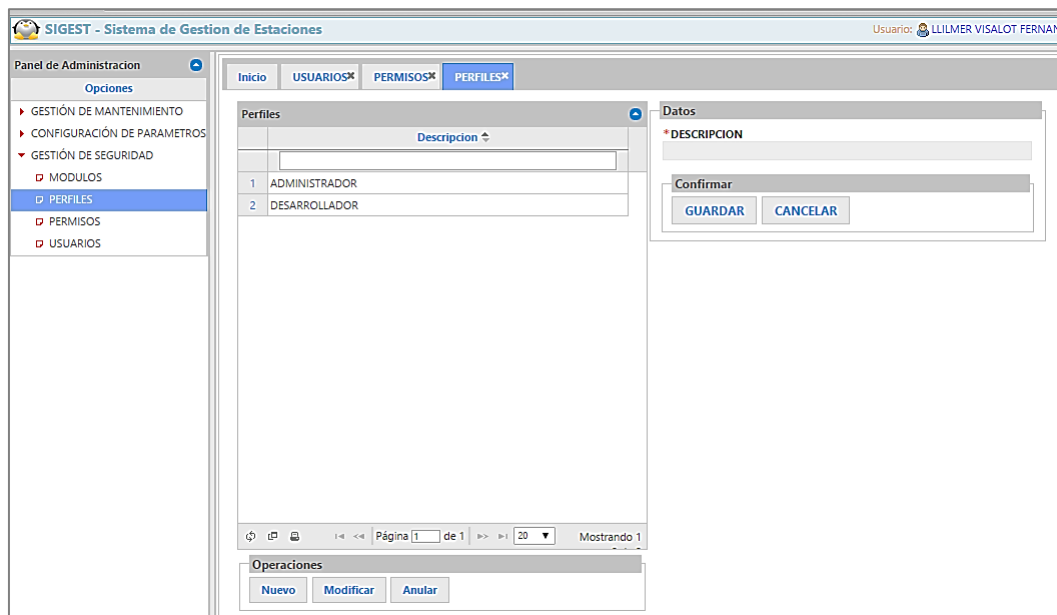 SIGEST - Sistema de Gestion de Estaciones
Usuario: LLILMER VISALOT FERNAN
Panel de Administracion
Opciones
GESTIÓN DE MANTENIMIENTO
CONFIGURACIÓN DE PARAMETROS
GESTIÓN DE SEGURIDAD
MODULOS
PERFILES
PERMISOS
USUARIOS
Inicio USUARIOS PERMISOS PERFILES
Perfiles
Descripcion
1 ADMINISTRADOR
2 DESARROLLADOR
Página 1 de 1 20 Mostrando 1
Operaciones
Nuevo Modificar Anular
Datos
*DESCRIPCION
Confirmar
GUARDAR CANCELAR